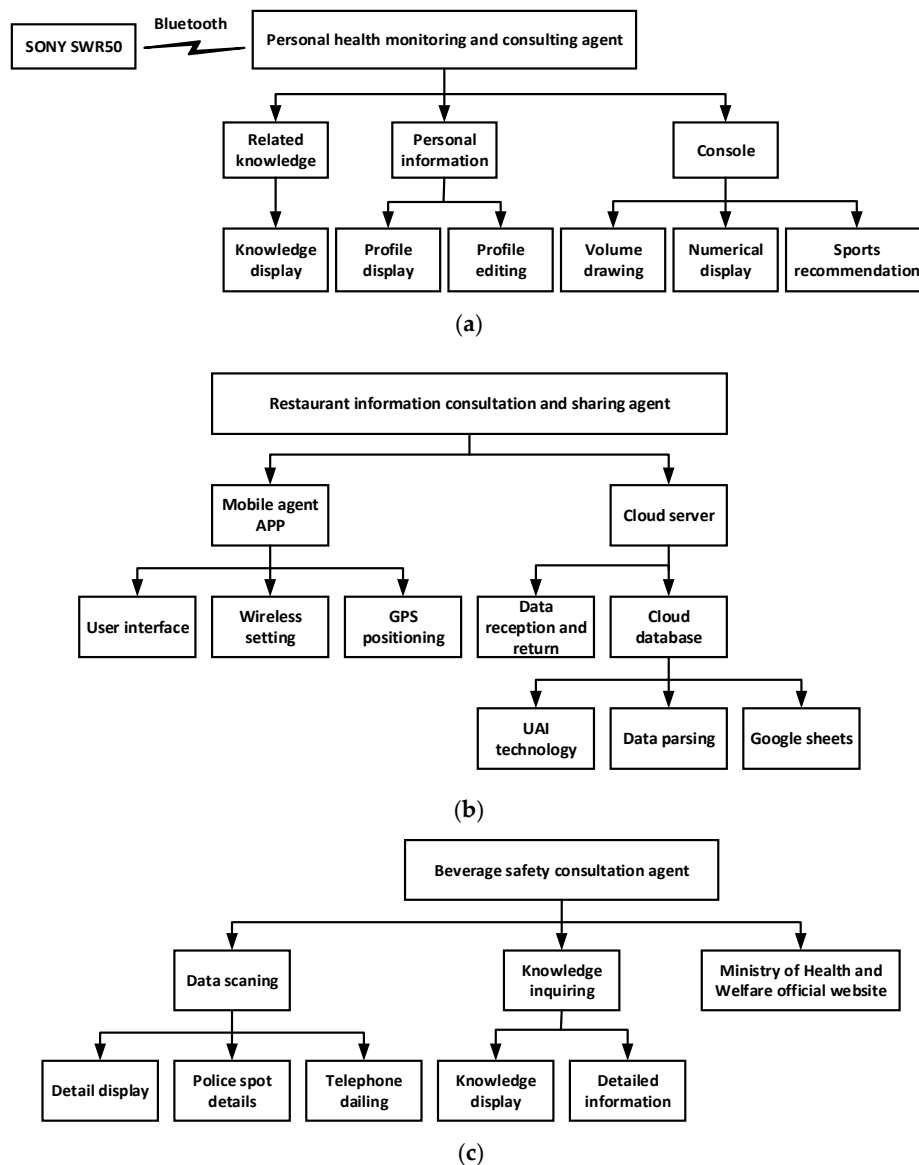 Bluetooth
SONY SWR50
Personal health monitoring and consulting agent
Related
knowledge
Personal
information
Console
Knowledge
display
Profile
display
Profile
editing
Volume
drawing
Numerical
display
Sports
recommendation
(a)
Restaurant information consultation and sharing agent
Mobile agent
APP
Cloud server
User interface
Wireless
setting
GPS
positioning
Data
reception and
return
Cloud
database
UAI
technology
Data parsing
Google sheets
(b)
Beverage safety consultation agent
Data scaning
Knowledge
inquiring
Ministry of Health and
Welfare official website
Detail display
Police spot
details
Telephone
dailing
Knowledge
display
Detailed
information
(c)